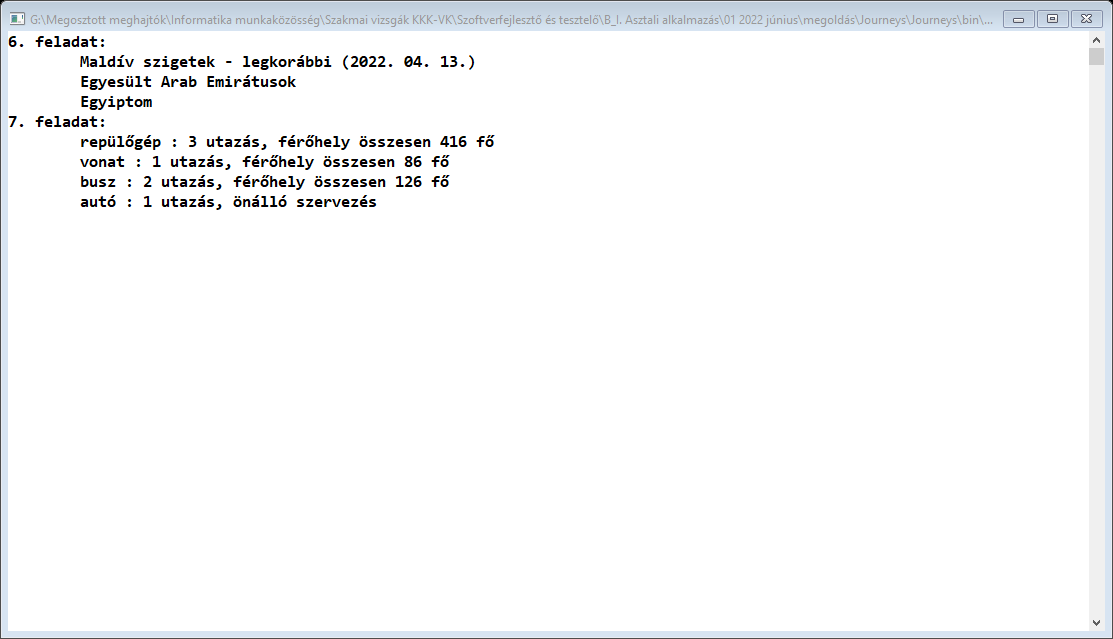 G:\Megosztott meghajtók\Informatika munkaközösség\Szakmai vizsgák KKK-VK\Szoftverfejlesztő és tesztelő\B_I. Asztali alkalmazás\01 2022 június\megoldás\Journeys\Journeys\bin\...
6. feladat:
Maldív szigetek - legkorábbi (2022. 04. 13.)
Egyesült Arab Emirátusok
Egyiptom
7. feladat:
repülőgép : 3 utazás, férőhely összesen 416 fő
vonat : 1 utazás, férőhely összesen 86 fő
busz : 2 utazás, férőhely összesen 126 fő
autó : 1 utazás, önálló szervezés